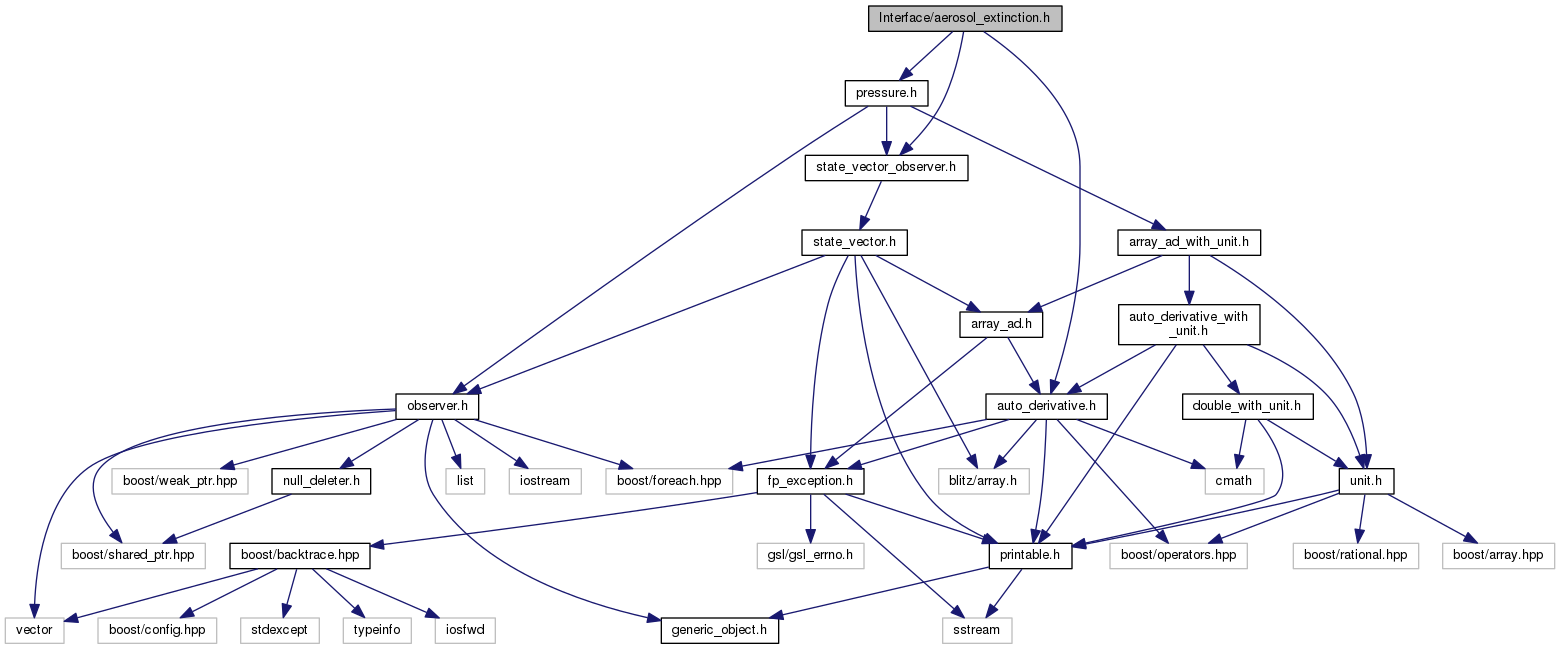 Interface/aerosol_extinction.h
pressure.h
state_vector_observer.h
state_vector.h
array_ad_with_unit.h
array_ad.h
auto_derivative_with
_unit.h
observer.h
auto_derivative.h
double_with_unit.h
boost/weak_ptr.hpp
null_deleter.h
list
iostream
boost/foreach.hpp
fp_exception.h
blitz/array.h
cmath
unit.h
boost/shared_ptr.hpp
boost/backtrace.hpp
gsl/gsl_errno.h
printable.h
boost/operators.hpp
boost/rational.hpp
boost/array.hpp
vector
boost/config.hpp
stdexcept
typeinfo
iosfwd
generic_object.h
sstream